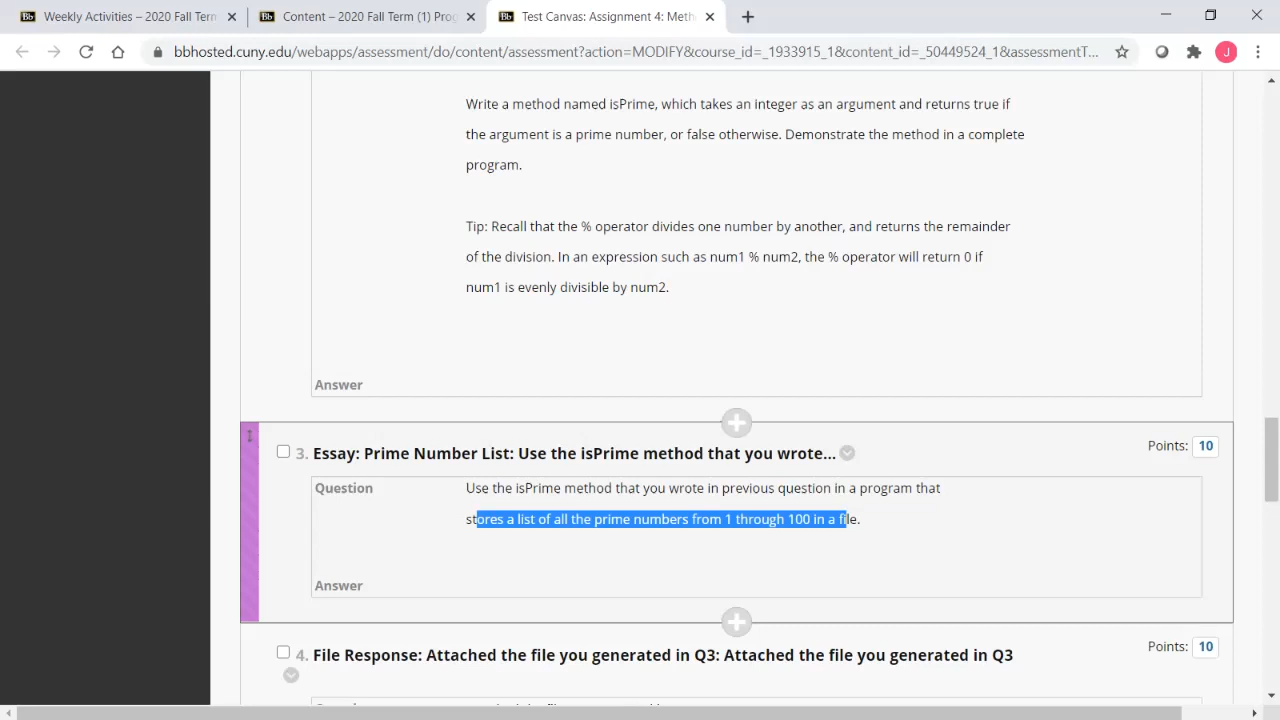 Weekly Activities – 2020 Fall Term
Content – 2020 Fall Term (1) Prog
Test Canvas: Assignment 4: Meth
bbhosted.cuny.edu/webapps/assessment/do/content/assessment?action=MODIFY&course_id=_1933915_1&content_id=_50449524_1&assessmentT...
J
Write a method named isPrime, which takes an integer as an argument and returns true if
the argument is a prime number, or false otherwise. Demonstrate the method in a complete
program.
Tip: Recall that the % operator divides one number by another, and returns the remainder
of the division. In an expression such as num1 % num2, the % operator will return 0 if
num1 is evenly divisible by num2.
Answer
3. Essay: Prime Number List: Use the isPrime method that you wrote...
Points: 10
Question
Use the isPrime method that you wrote in previous question in a program that
stores a list of all the prime numbers from 1 through 100 in a file.
Answer
4. File Response: Attached the file you generated in Q3: Attached the file you generated in Q3
Points: 10